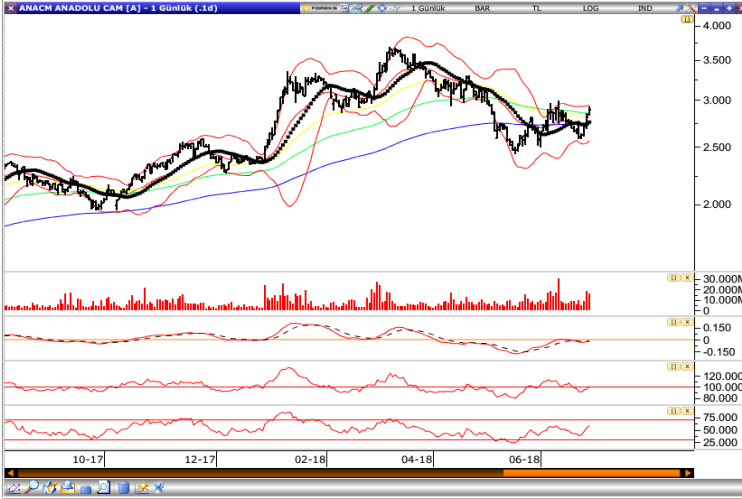 ANACM ANADOLU CAM [A] - 1 Günlük (.1d)
FOREKS
1 Günlük
BAR
TL
LOG
IND
4.000
3.500
3.000
2.500
2.000
30.000M
20.000M
10.000M
0
0.150
0
-0.150
120.000
100.000
80.000
75.000
50.000
25.000
10-17
12-17
02-18
04-18
06-18